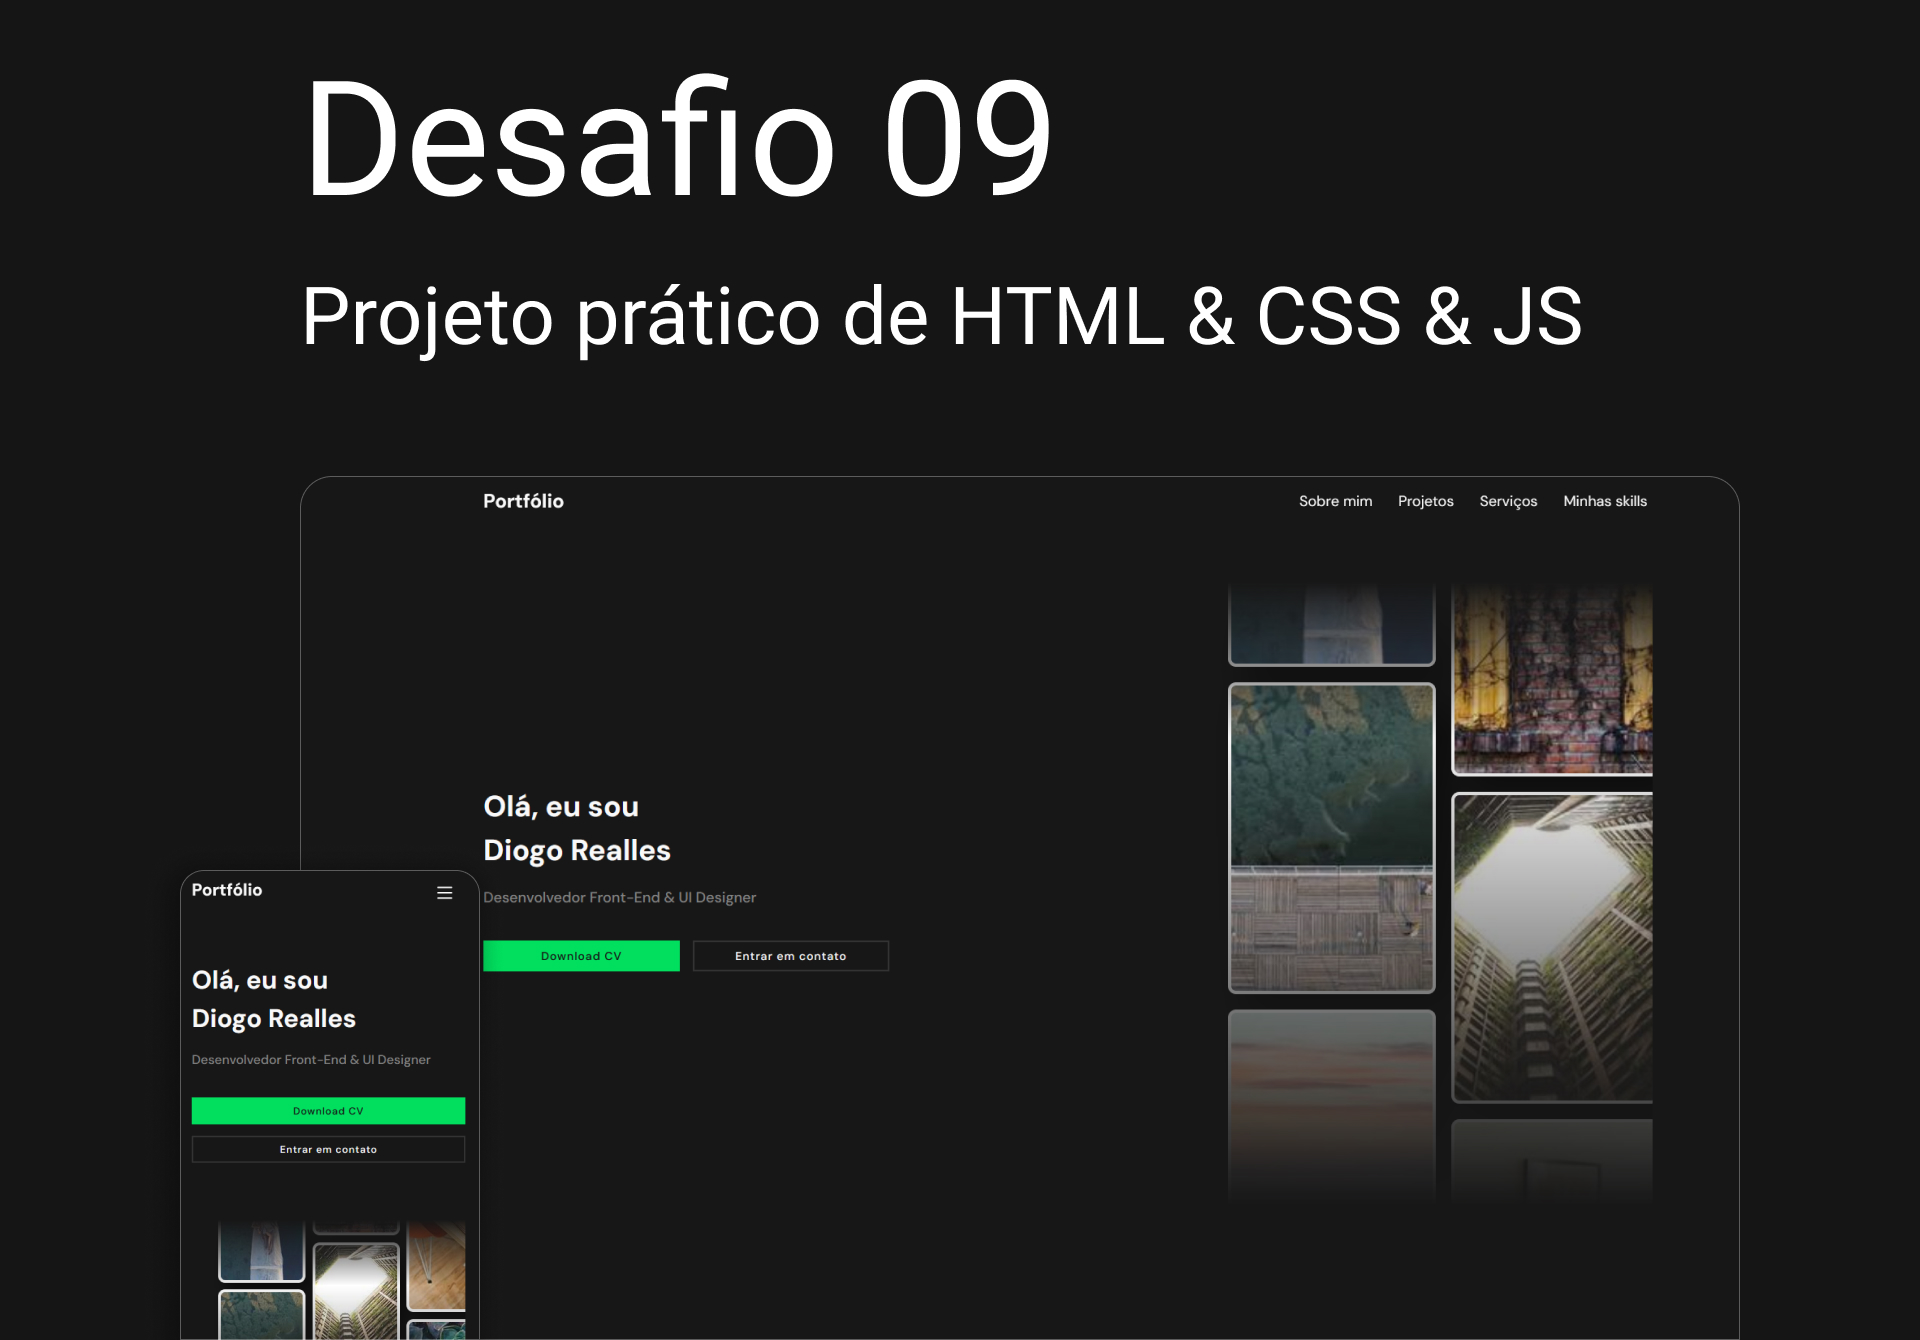 Desafio 09
Projeto prático de HTML & CSS & JS
Portfólio
Sobre mim Projetos Serviços Minhas skills
Olá, eu sou
Diogo Realles
Desenvolvedor Front-End & UI Designer
Download CV Entrar em contato
Portfólio
Olá, eu sou
Diogo Realles
Desenvolvedor Front-End & UI Designer
Download CV
Entrar em contato